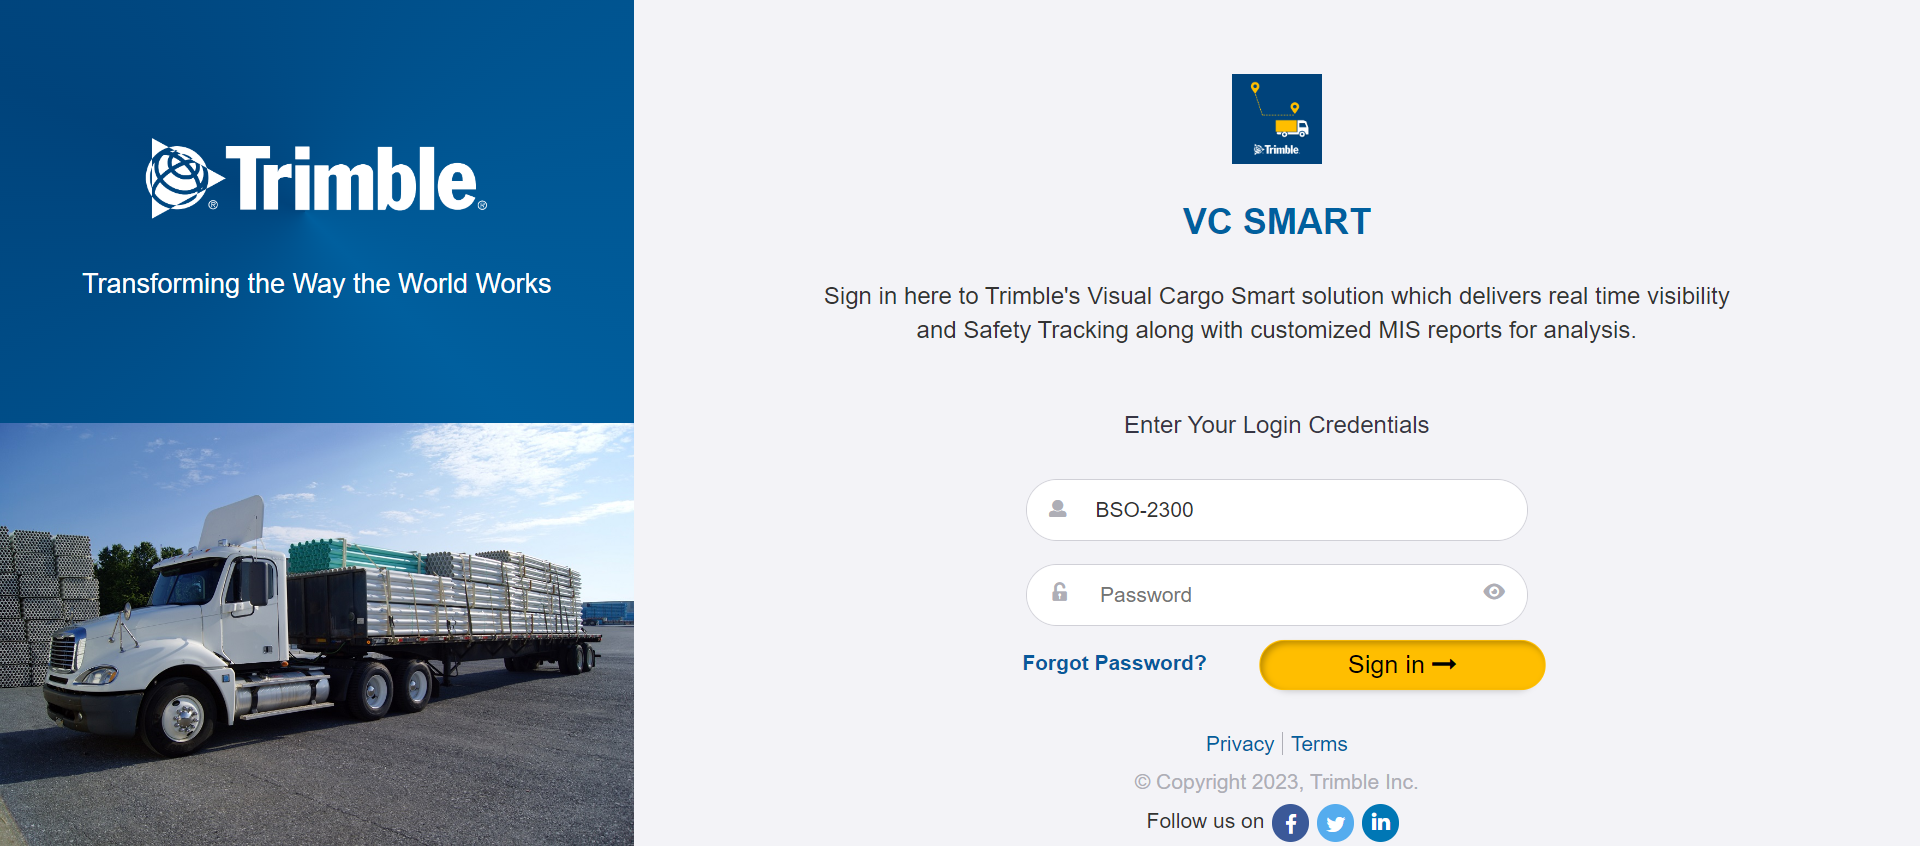 Trimble
Transforming the Way the World Works
Trimble
VC SMART
Sign in here to Trimble's Visual Cargo Smart solution which delivers real time visibility
and Safety Tracking along with customized MIS reports for analysis.
Enter Your Login Credentials
BSO-2300
Password
Forgot Password?
Sign in
Privacy | Terms
© Copyright 2023, Trimble Inc.
Follow us on